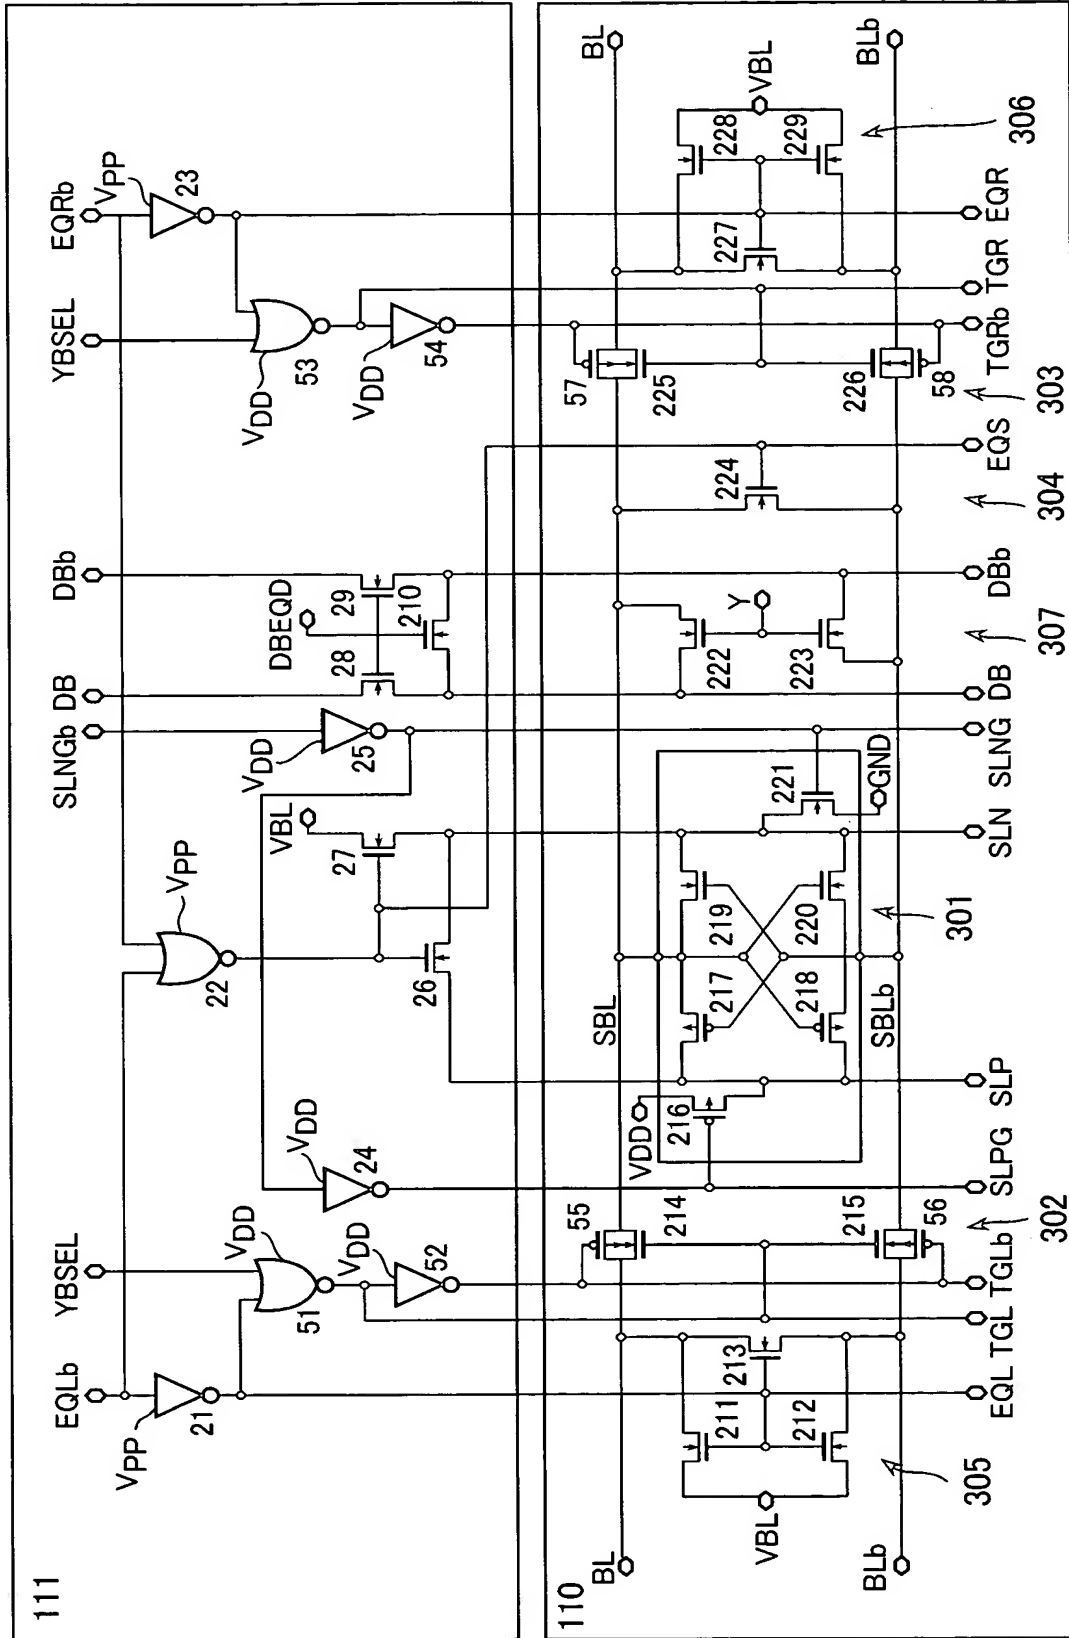 111
EQLb
YBSEL
SLNGb
DB
DBb
YBSEL
EQRb
VPP
21
VDD
51
VDD
52
VDD
24
VPP
22
VBL
27
26
VDD
25
28
29
DBEQD
210
VDD
53
VDD
54
VPP
23
110
BL
BLb
VBL
211
212
213
305
55
214
215
56
302
VDD
216
217
218
219
220
221
GND
301
SBL
SBLb
222
223
Y
307
224
304
57
225
226
58
303
227
228
229
VBL
306
BL
BLb
EQL
TGL
TGLb
SLPG
SLP
SLN
SLNG
DB
DBb
EQS
TGRb
TGR
EQR